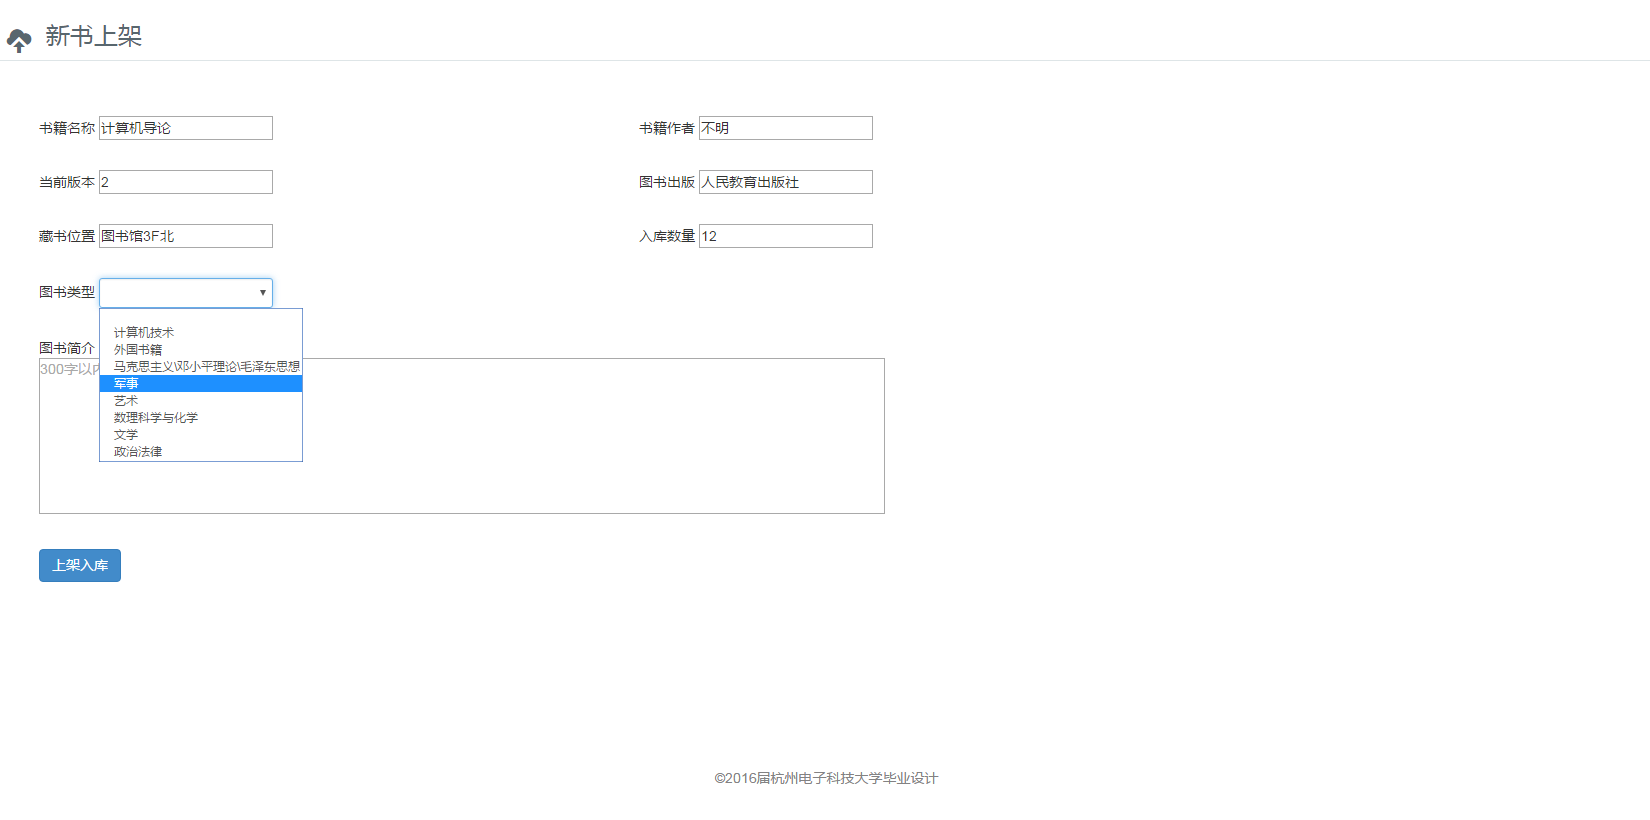 新书上架
书籍名称 计算机导论 书籍作者 不明
当前版本 2 图书出版 人民教育出版社
藏书位置 图书馆3F北 入库数量 12
图书类型
图书简介
300字以内
计算机技术
外国书籍
马克思主义\邓小平理论\毛泽东思想
军事
艺术
数理科学与化学
文学
政治法律
上架入库
©2016届杭州电子科技大学毕业设计